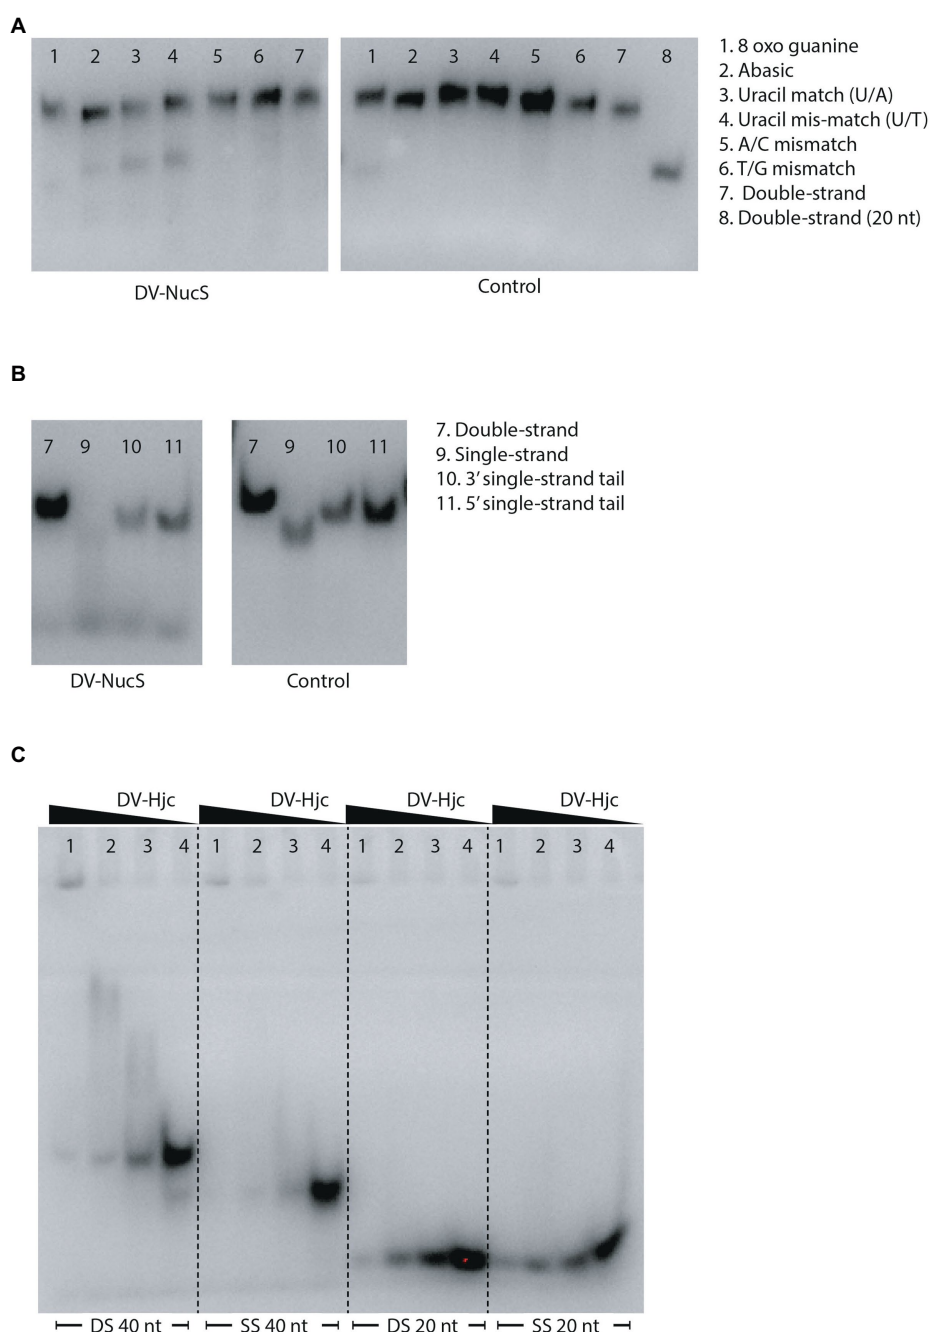 A
1 2 3 4 5 6 7
1 2 3 4 5 6 7 8
1. 8 oxo guanine
2. Abasic
3. Uracil match (U/A)
4. Uracil mis-match (U/T)
5. A/C mismatch
6. T/G mismatch
7. Double-strand
8. Double-strand (20 nt)
DV-NucS
Control
B
7 9 10 11
7 9 10 11
7. Double-strand
9. Single-strand
10. 3’ single-strand tail
11. 5’ single-strand tail
DV-NucS
Control
C
DV-Hjc DV-Hjc DV-Hjc DV-Hjc
1 2 3 4 1 2 3 4 1 2 3 4 1 2 3 4
DS 40 nt SS 40 nt DS 20 nt SS 20 nt